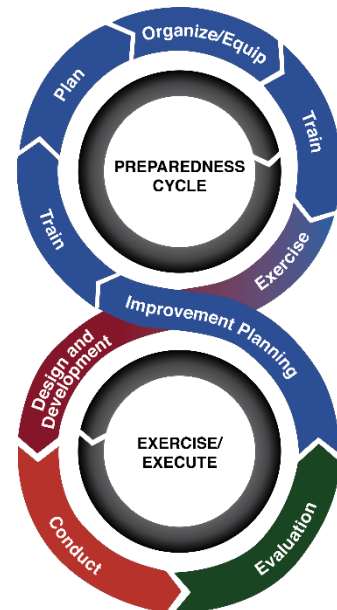 Organize/Equip
Plan
Train
PREPAREDNESS
CYCLE
Train
Exercise
Improvement Planning
Design and
Development
EXERCISE/
EXECUTE
Conduct
Evaluation